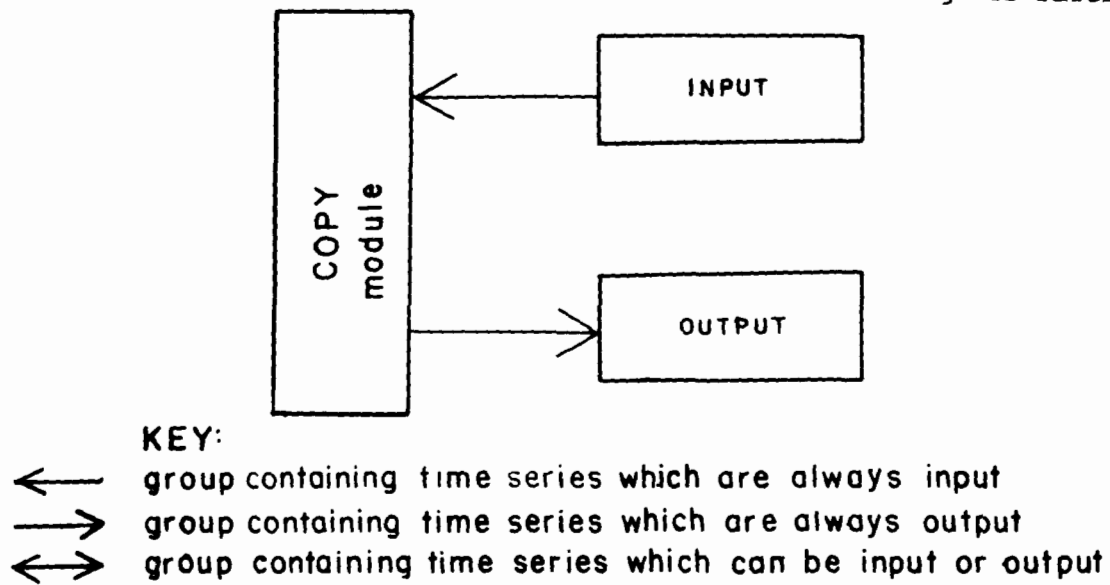 INPUT
COPY
module
OUTPUT
KEY:
group containing time series which are always input
group containing time series which are always output
group containing time series which can be input or output